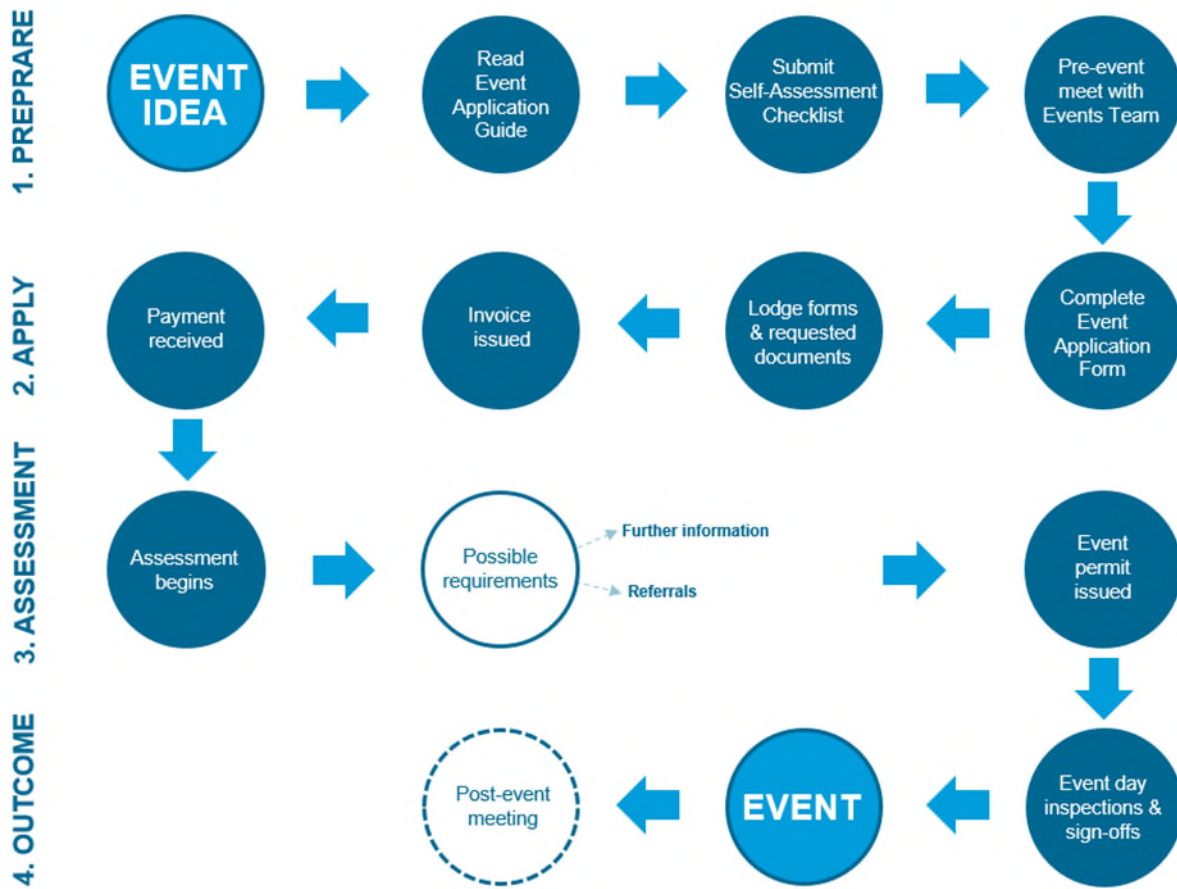 1. PREPRARE
EVENT
IDEA
Read
Event
Application
Guide
Submit
Self-Assessment
Checklist
Pre-event
meet with
Events Team
2. APPLY
Payment
received
Invoice
issued
Lodge forms
& requested
documents
Complete
Event
Application
Form
3. ASSESSMENT
Assessment
begins
Possible
requirements
Further information
Referrals
Event
permit
issued
4. OUTCOME
Post-event
meeting
EVENT
Event day
inspections &
sign-offs